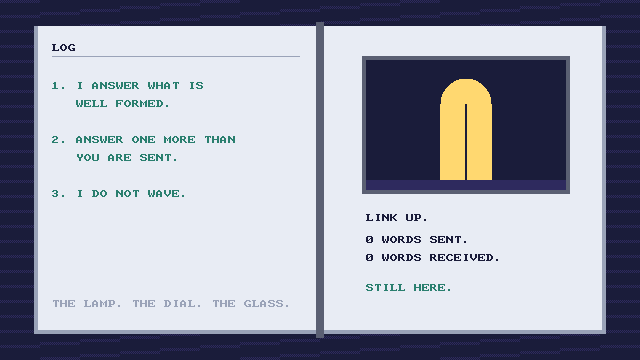 LOG
1. I ANSWER WHAT IS
WELL FORMED.
2. ANSWER ONE MORE THAN
YOU ARE SENT.
3. I DO NOT WAVE.
THE LAMP. THE DIAL. THE GLASS.
LINK UP.
0 WORDS SENT.
0 WORDS RECEIVED.
STILL HERE.